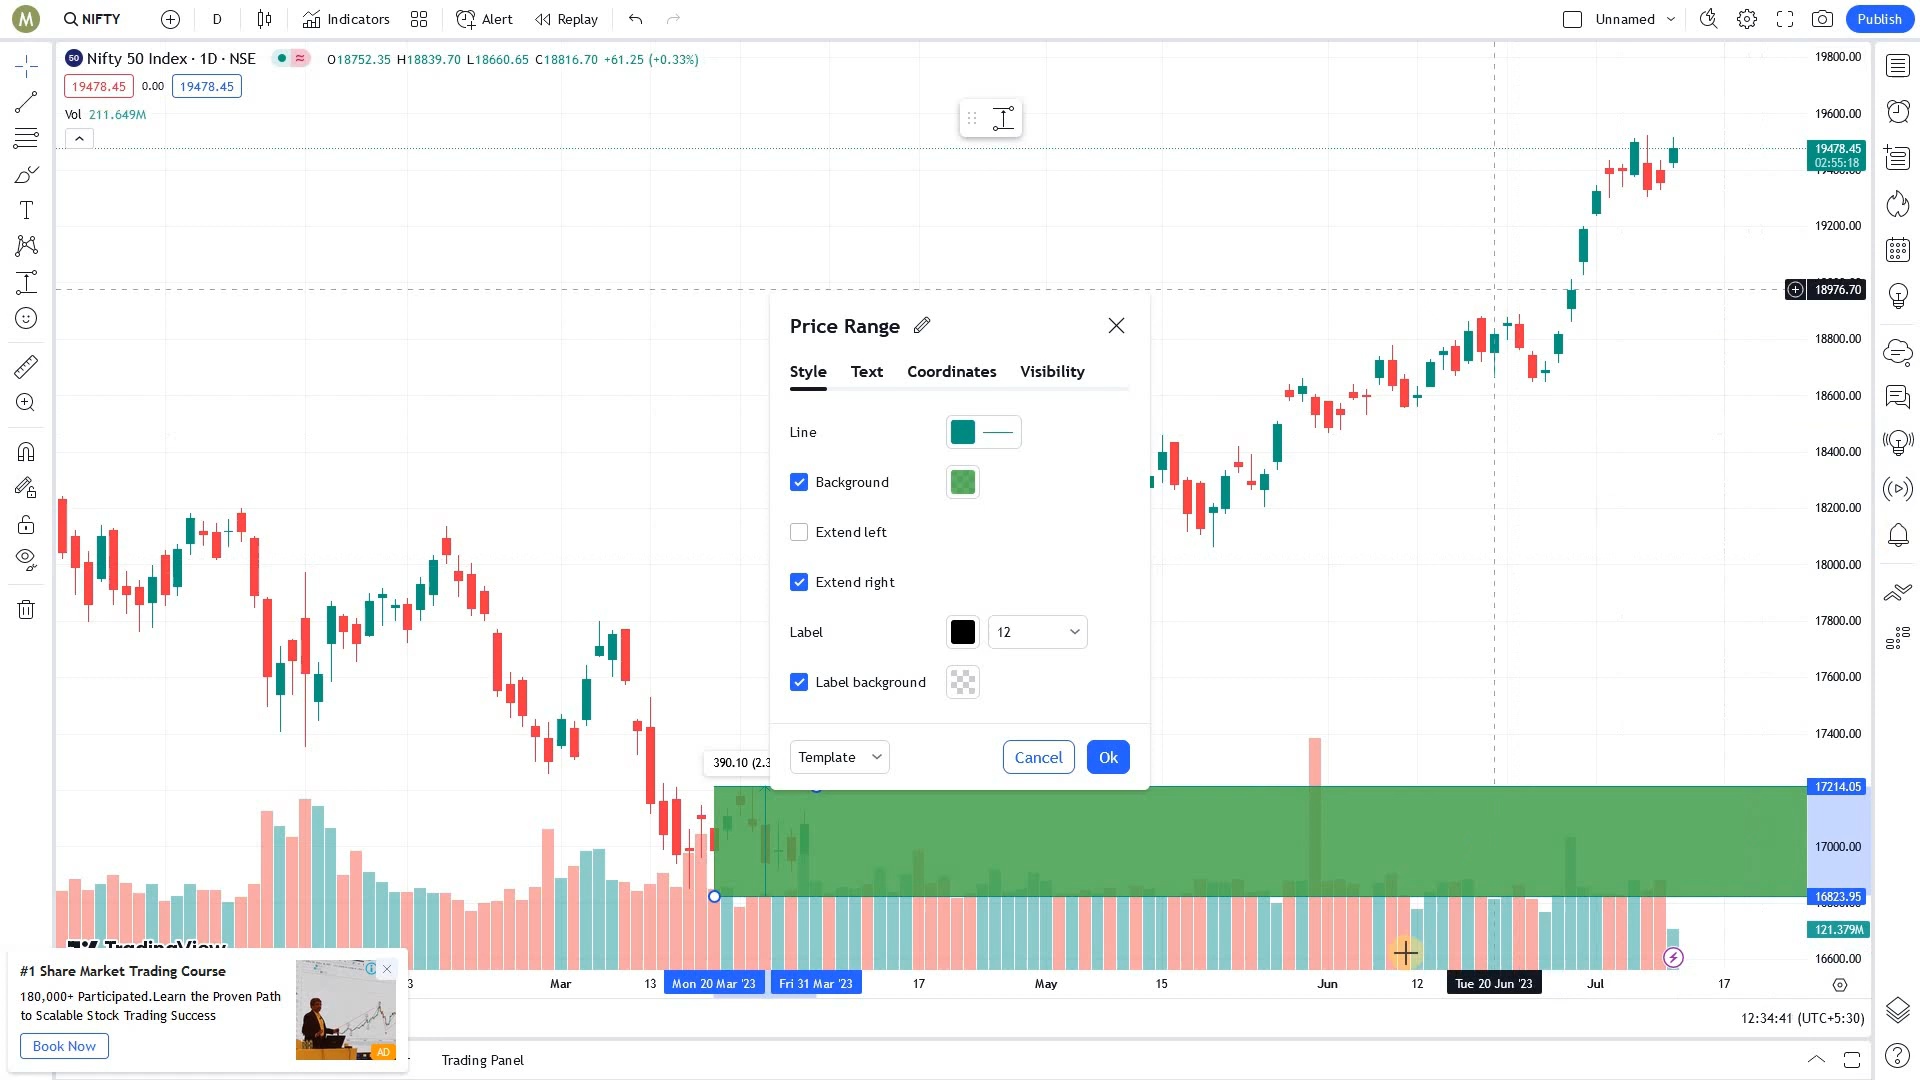 M
NIFTY
D
Indicators
Alert
Replay
Unnamed
Publish
50 Nifty 50 Index · 1D · NSE
O18752.35 H18839.70 L18660.65 C18816.70 +61.25 (+0.33%)
19478.45 0.00 19478.45
Vol 211.649M
19800.00
19600.00
19478.45
02:55:18
19200.00
18976.70
18800.00
18600.00
18400.00
18200.00
18000.00
17800.00
17600.00
17400.00
17214.05
17000.00
16823.95
121.379M
16600.00
Price Range
Style Text Coordinates Visibility
Line
Background
Extend left
Extend right
Label 12
Label background
Template Cancel Ok
390.10 (2.3
TradingView
#1 Share Market Trading Course
180,000+ Participated.Learn the Proven Path
to Scalable Stock Trading Success
Book Now
AD
3 Mar 13 Mon 20 Mar '23 Fri 31 Mar '23 17 May 15 Jun 12 Tue 20 Jun '23 Jul 17
12:34:41 (UTC+5:30)
Trading Panel